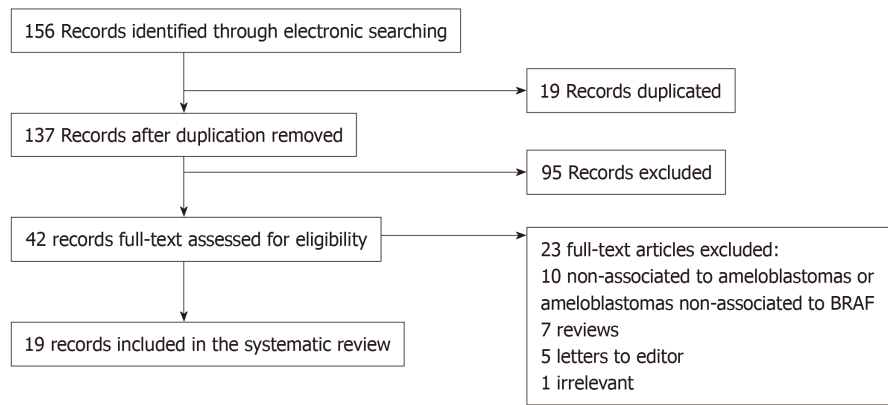 156 Records identified through electronic searching
19 Records duplicated
137 Records after duplication removed
95 Records excluded
42 records full-text assessed for eligibility
23 full-text articles excluded:
10 non-associated to ameloblastomas or
ameloblastomas non-associated to BRAF
7 reviews
5 letters to editor
1 irrelevant
19 records included in the systematic review